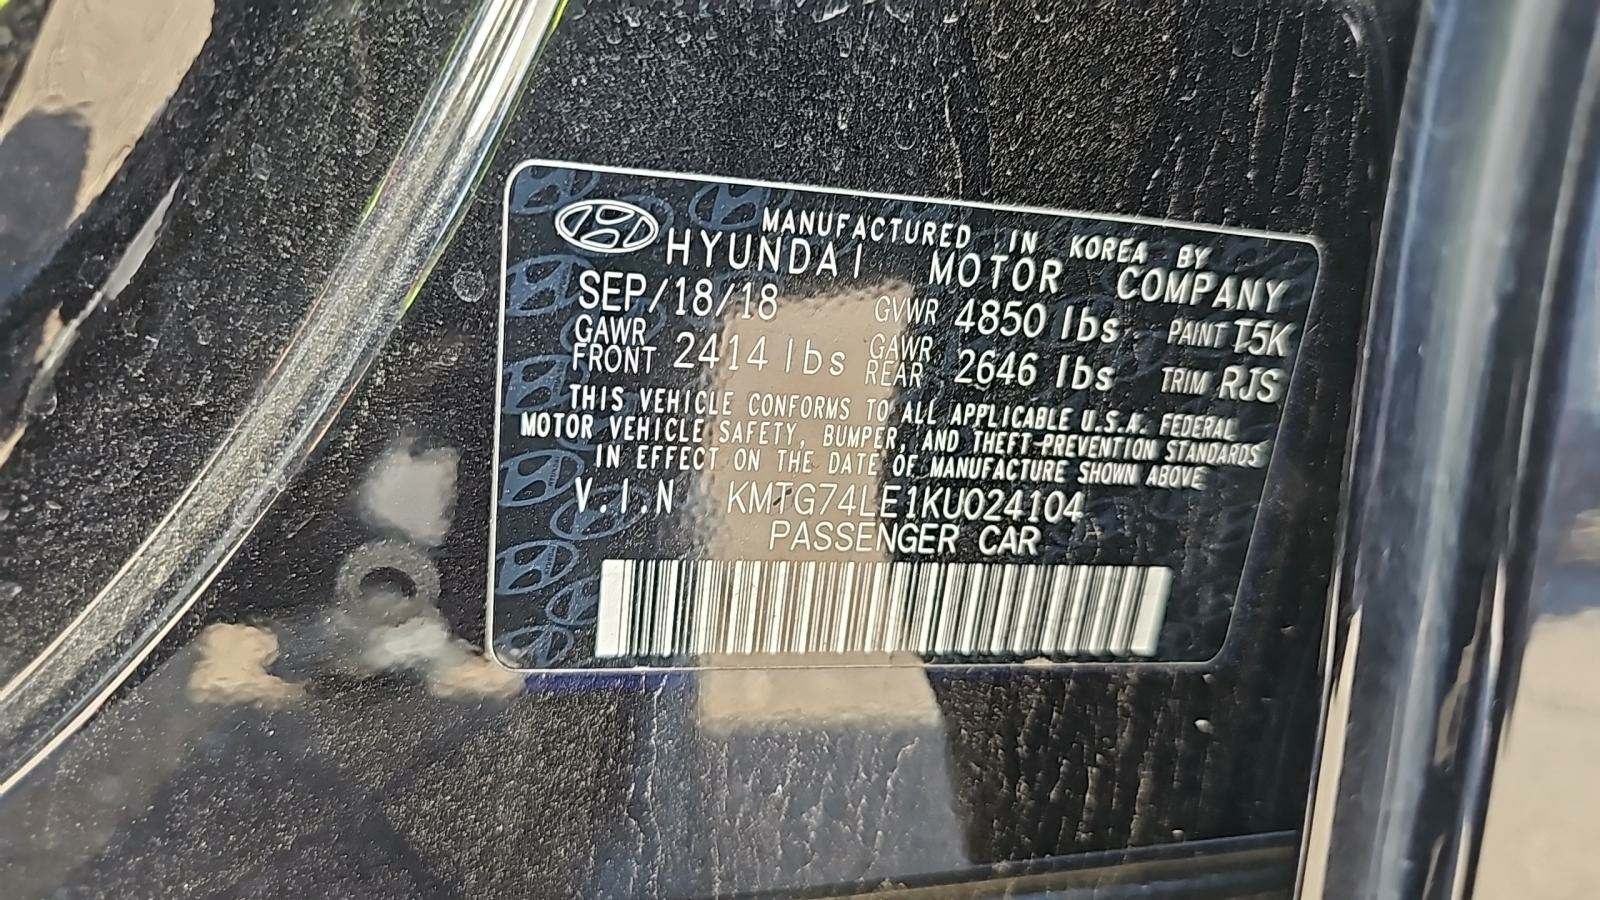 MANUFACTURED IN KOREA BY
HYUNDAI MOTOR COMPANY
SEP/18/18 GVWR 4850 lbs PAINT T5K
GAWR FRONT 2414 lbs GAWR REAR 2646 lbs TRIM RJS
THIS VEHICLE CONFORMS TO ALL APPLICABLE U.S.A. FEDERAL
MOTOR VEHICLE SAFETY, BUMPER, AND THEFT-PREVENTION STANDARDS
IN EFFECT ON THE DATE OF MANUFACTURE SHOWN ABOVE
V.I.N KMTG74LE1KU024104
PASSENGER CAR